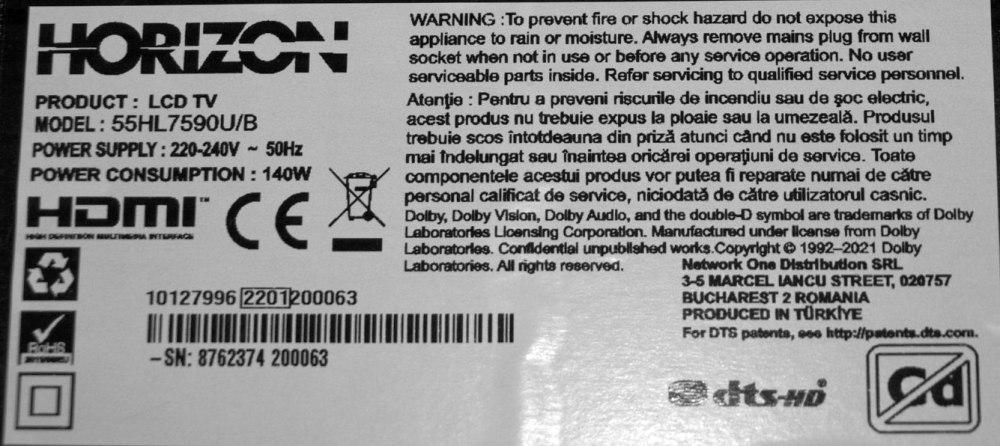 HORIZON
PRODUCT : LCD TV
MODEL : 55HL7590U/B
POWER SUPPLY : 220-240V ~ 50Hz
POWER CONSUMPTION : 140W
HDMI™
HIGH DEFINITION MULTIMEDIA INTERFACE
CE
WARNING :To prevent fire or shock hazard do not expose this
appliance to rain or moisture. Always remove mains plug from wall
socket when not in use or before any service operation. No user
serviceable parts inside. Refer servicing to qualified service personnel.
Atenţie : Pentru a preveni riscurile de incendiu sau de şoc electric,
acest produs nu trebuie expus la ploaie sau la umezeală. Produsul
trebuie scos întotdeauna din priză atunci când nu este folosit un timp
mai îndelungat sau înaintea oricărei operaţiuni de service. Toate
componentele acestui produs vor putea fi reparate numai de către
personal calificat de service, niciodată de către utilizatorul casnic.
Dolby, Dolby Vision, Dolby Audio, and the double-D symbol are trademarks of Dolby
Laboratories Licensing Corporation. Manufactured under license from Dolby
Laboratories. Confidential unpublished works.Copyright © 1992–2021 Dolby
Laboratories. All rights reserved.
Network One Distribution SRL
3-5 MARCEL IANCU STREET, 020757
BUCHAREST 2 ROMANIA
PRODUCED IN TÜRKİYE
For DTS patents, see http://patents.dts.com.
10127996 2201 200063
–SN: 8762374 200063
RoHS
dts-HD®
Cd